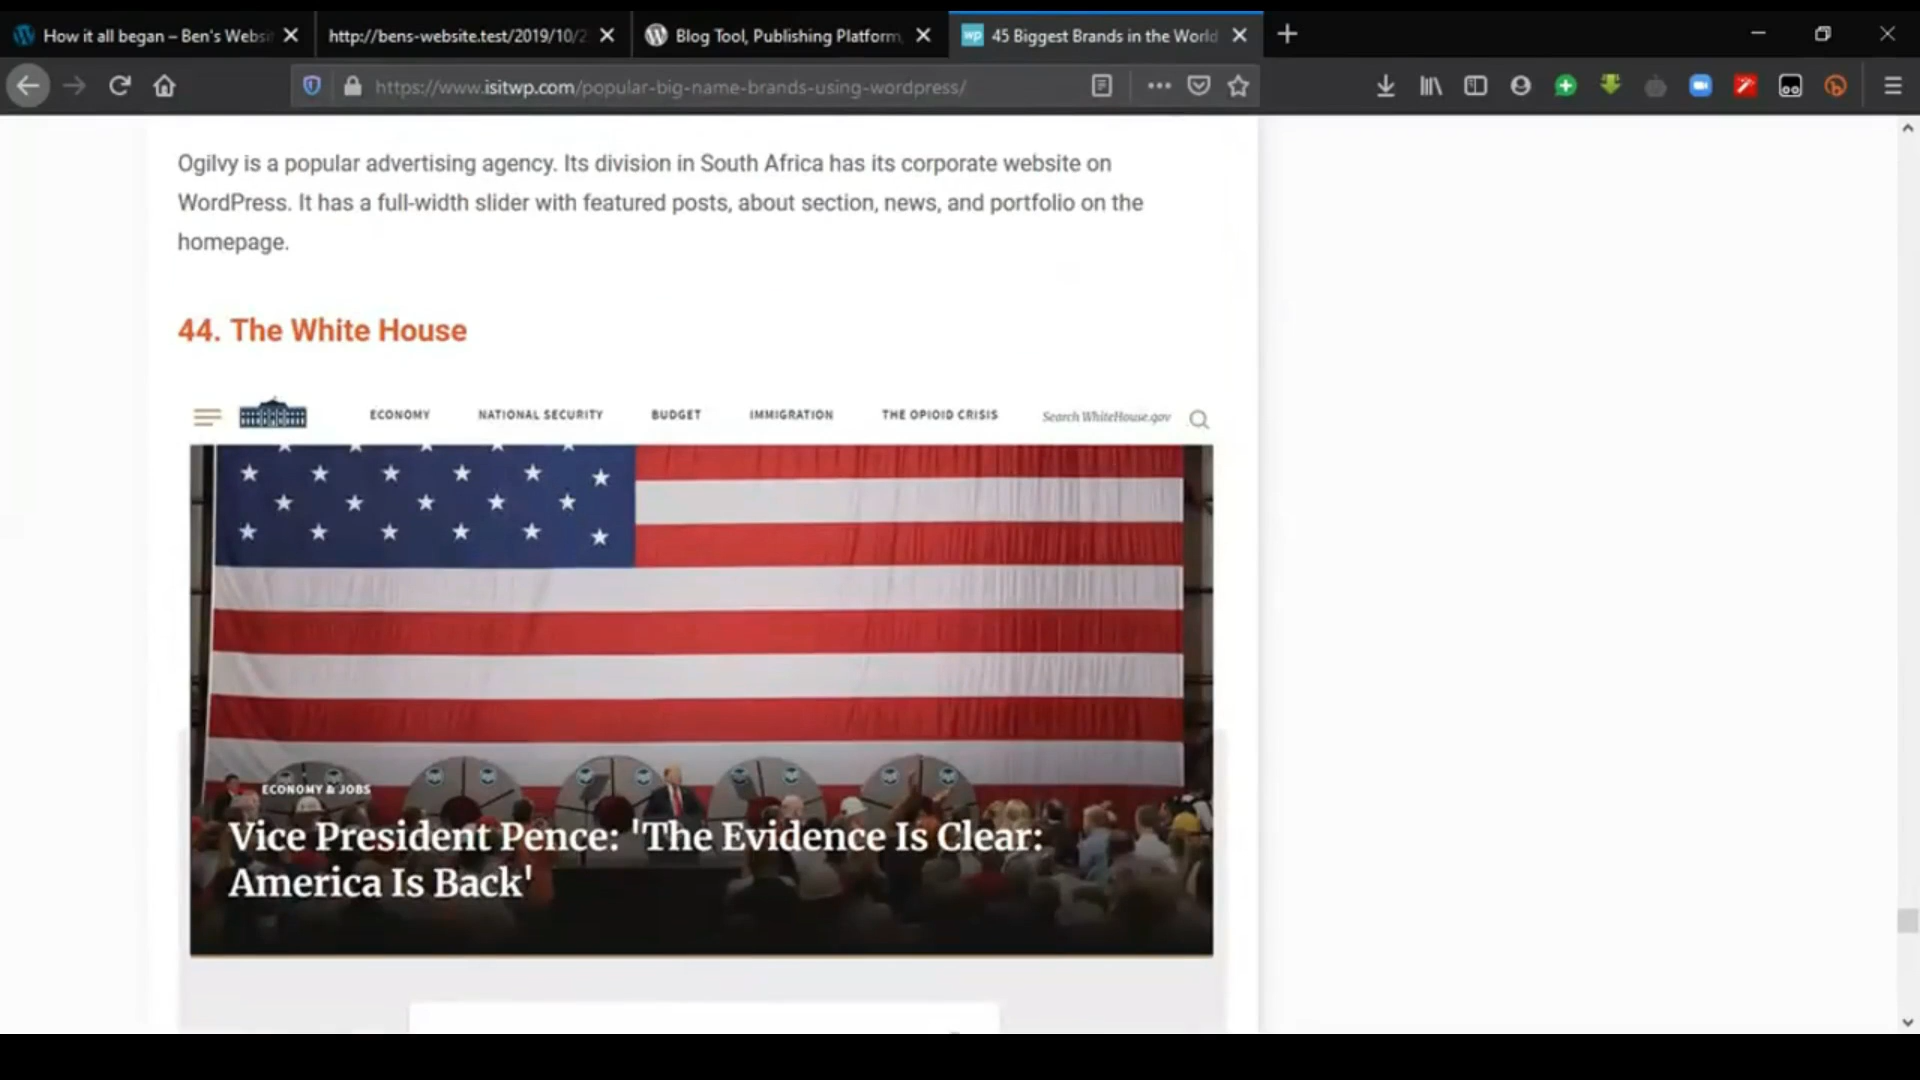 How it all began – Ben's Websi
http://bens-website.test/2019/10/2
Blog Tool, Publishing Platform,
wp 45 Biggest Brands in the World
https://www.isitwp.com/popular-big-name-brands-using-wordpress/
Ogilvy is a popular advertising agency. Its division in South Africa has its corporate website on
WordPress. It has a full-width slider with featured posts, about section, news, and portfolio on the
homepage.
44. The White House
ECONOMY NATIONAL SECURITY BUDGET IMMIGRATION THE OPIOID CRISIS Search WhiteHouse.gov
ECONOMY & JOBS
Vice President Pence: 'The Evidence Is Clear:
America Is Back'